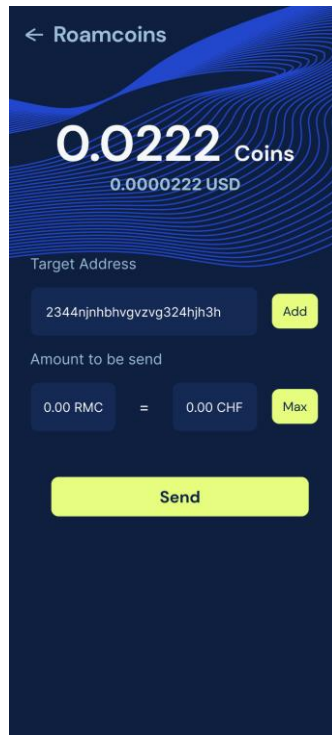 ← Roamcoins
0.0222 Coins
0.0000222 USD
Target Address
2344njnhbhvgvzvg324hjh3h Add
Amount to be send
0.00 RMC = 0.00 CHF Max
Send